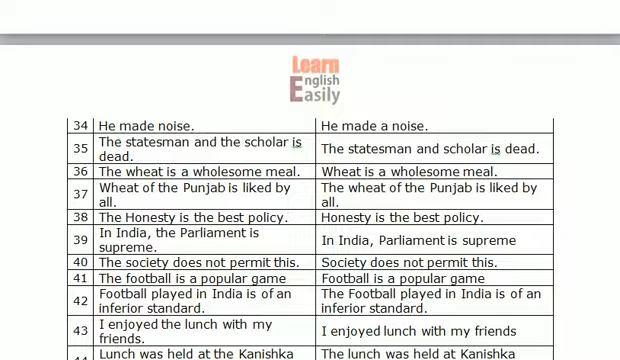 Learn
English
Easily
34 He made noise. He made a noise.
35 The statesman and the scholar is
dead. The statesman and scholar is dead.
36 The wheat is a wholesome meal. Wheat is a wholesome meal.
37 Wheat of the Punjab is liked by
all. The wheat of the Punjab is liked by
all.
38 The Honesty is the best policy. Honesty is the best policy.
39 In India, the Parliament is
supreme. In India, Parliament is supreme
40 The society does not permit this. Society does not permit this.
41 The football is a popular game Football is a popular game
42 Football played in India is of an
inferior standard. The Football played in India is of an
inferior standard.
43 I enjoyed the lunch with my
friends. I enjoyed lunch with my friends
44 Lunch was held at the Kanishka The lunch was held at Kanishka